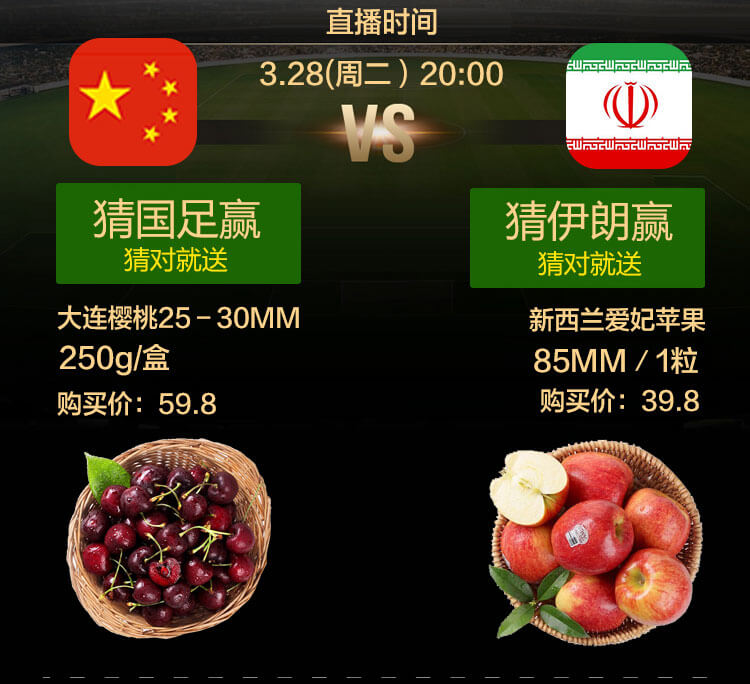 直播时间
3.28(周二）20:00
VS
猜国足赢
猜对就送
猜伊朗赢
猜对就送
大连樱桃25－30MM
250g/盒
购买价：59.8
新西兰爱妃苹果
85MM / 1粒
购买价：39.8